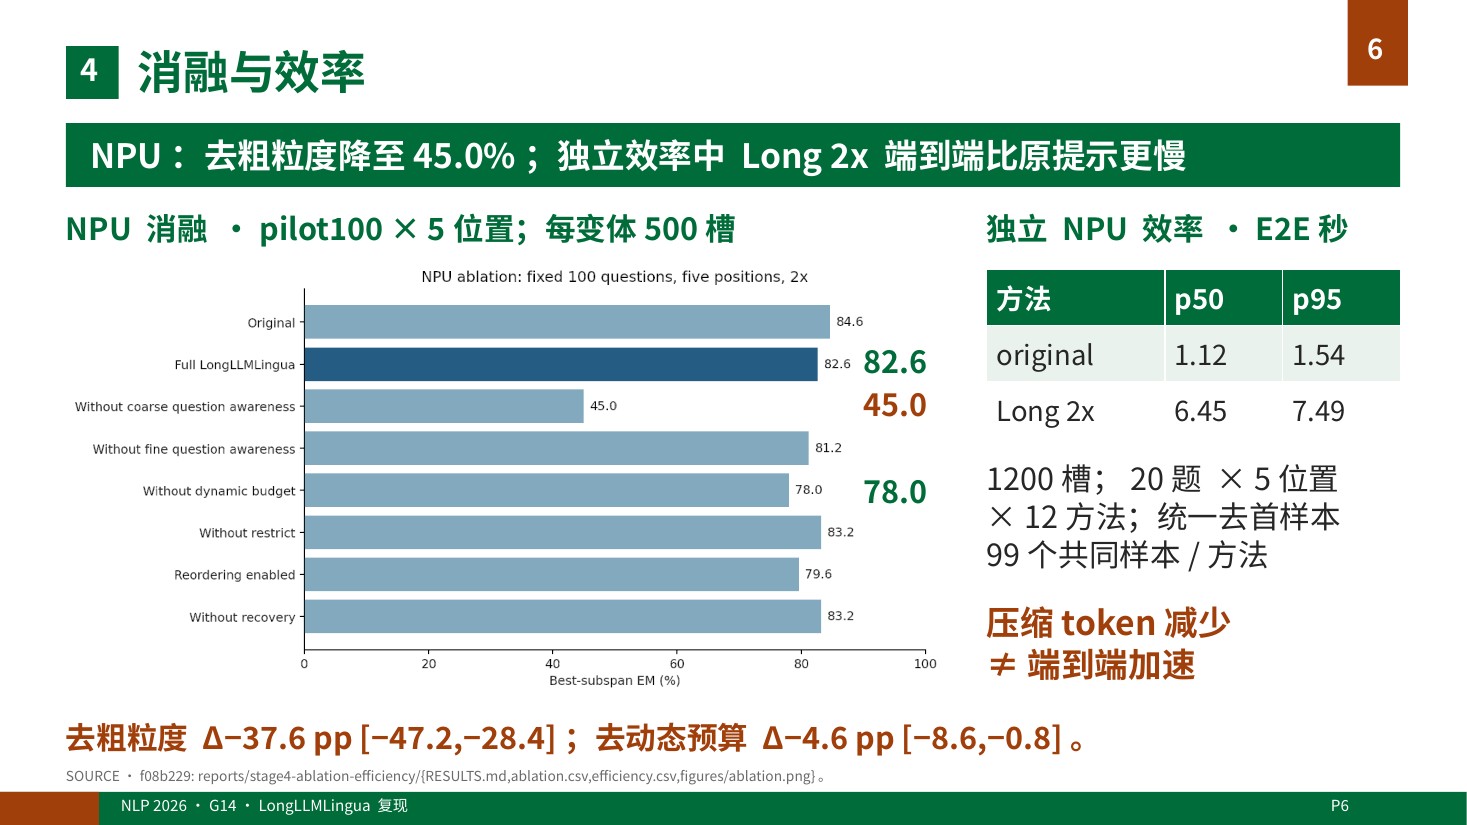 6
4 消融与效率
NPU： 去粗粒度降至 45.0%； 独立效率中 Long 2x 端到端比原提示更慢
NPU 消融 · pilot100 × 5 位置；每变体 500 槽
NPU ablation: fixed 100 questions, five positions, 2x
Original 84.6
Full LongLLMLingua 82.6 82.6
Without coarse question awareness 45.0 45.0
Without fine question awareness 81.2
Without dynamic budget 78.0 78.0
Without restrict 83.2
Reordering enabled 79.6
Without recovery 83.2
0 20 40 60 80 100
Best-subspan EM (%)
独立 NPU 效率 · E2E 秒
方法 p50 p95
original 1.12 1.54
Long 2x 6.45 7.49
1200 槽； 20 题 × 5 位置
× 12 方法；统一去首样本
99 个共同样本 / 方法
压缩 token 减少
≠ 端到端加速
去粗粒度 Δ−37.6 pp [−47.2,−28.4]； 去动态预算 Δ−4.6 pp [−8.6,−0.8]。
SOURCE · f08b229: reports/stage4-ablation-efficiency/{RESULTS.md,ablation.csv,efficiency.csv,figures/ablation.png}。
NLP 2026 · G14 · LongLLMLingua 复现
P6